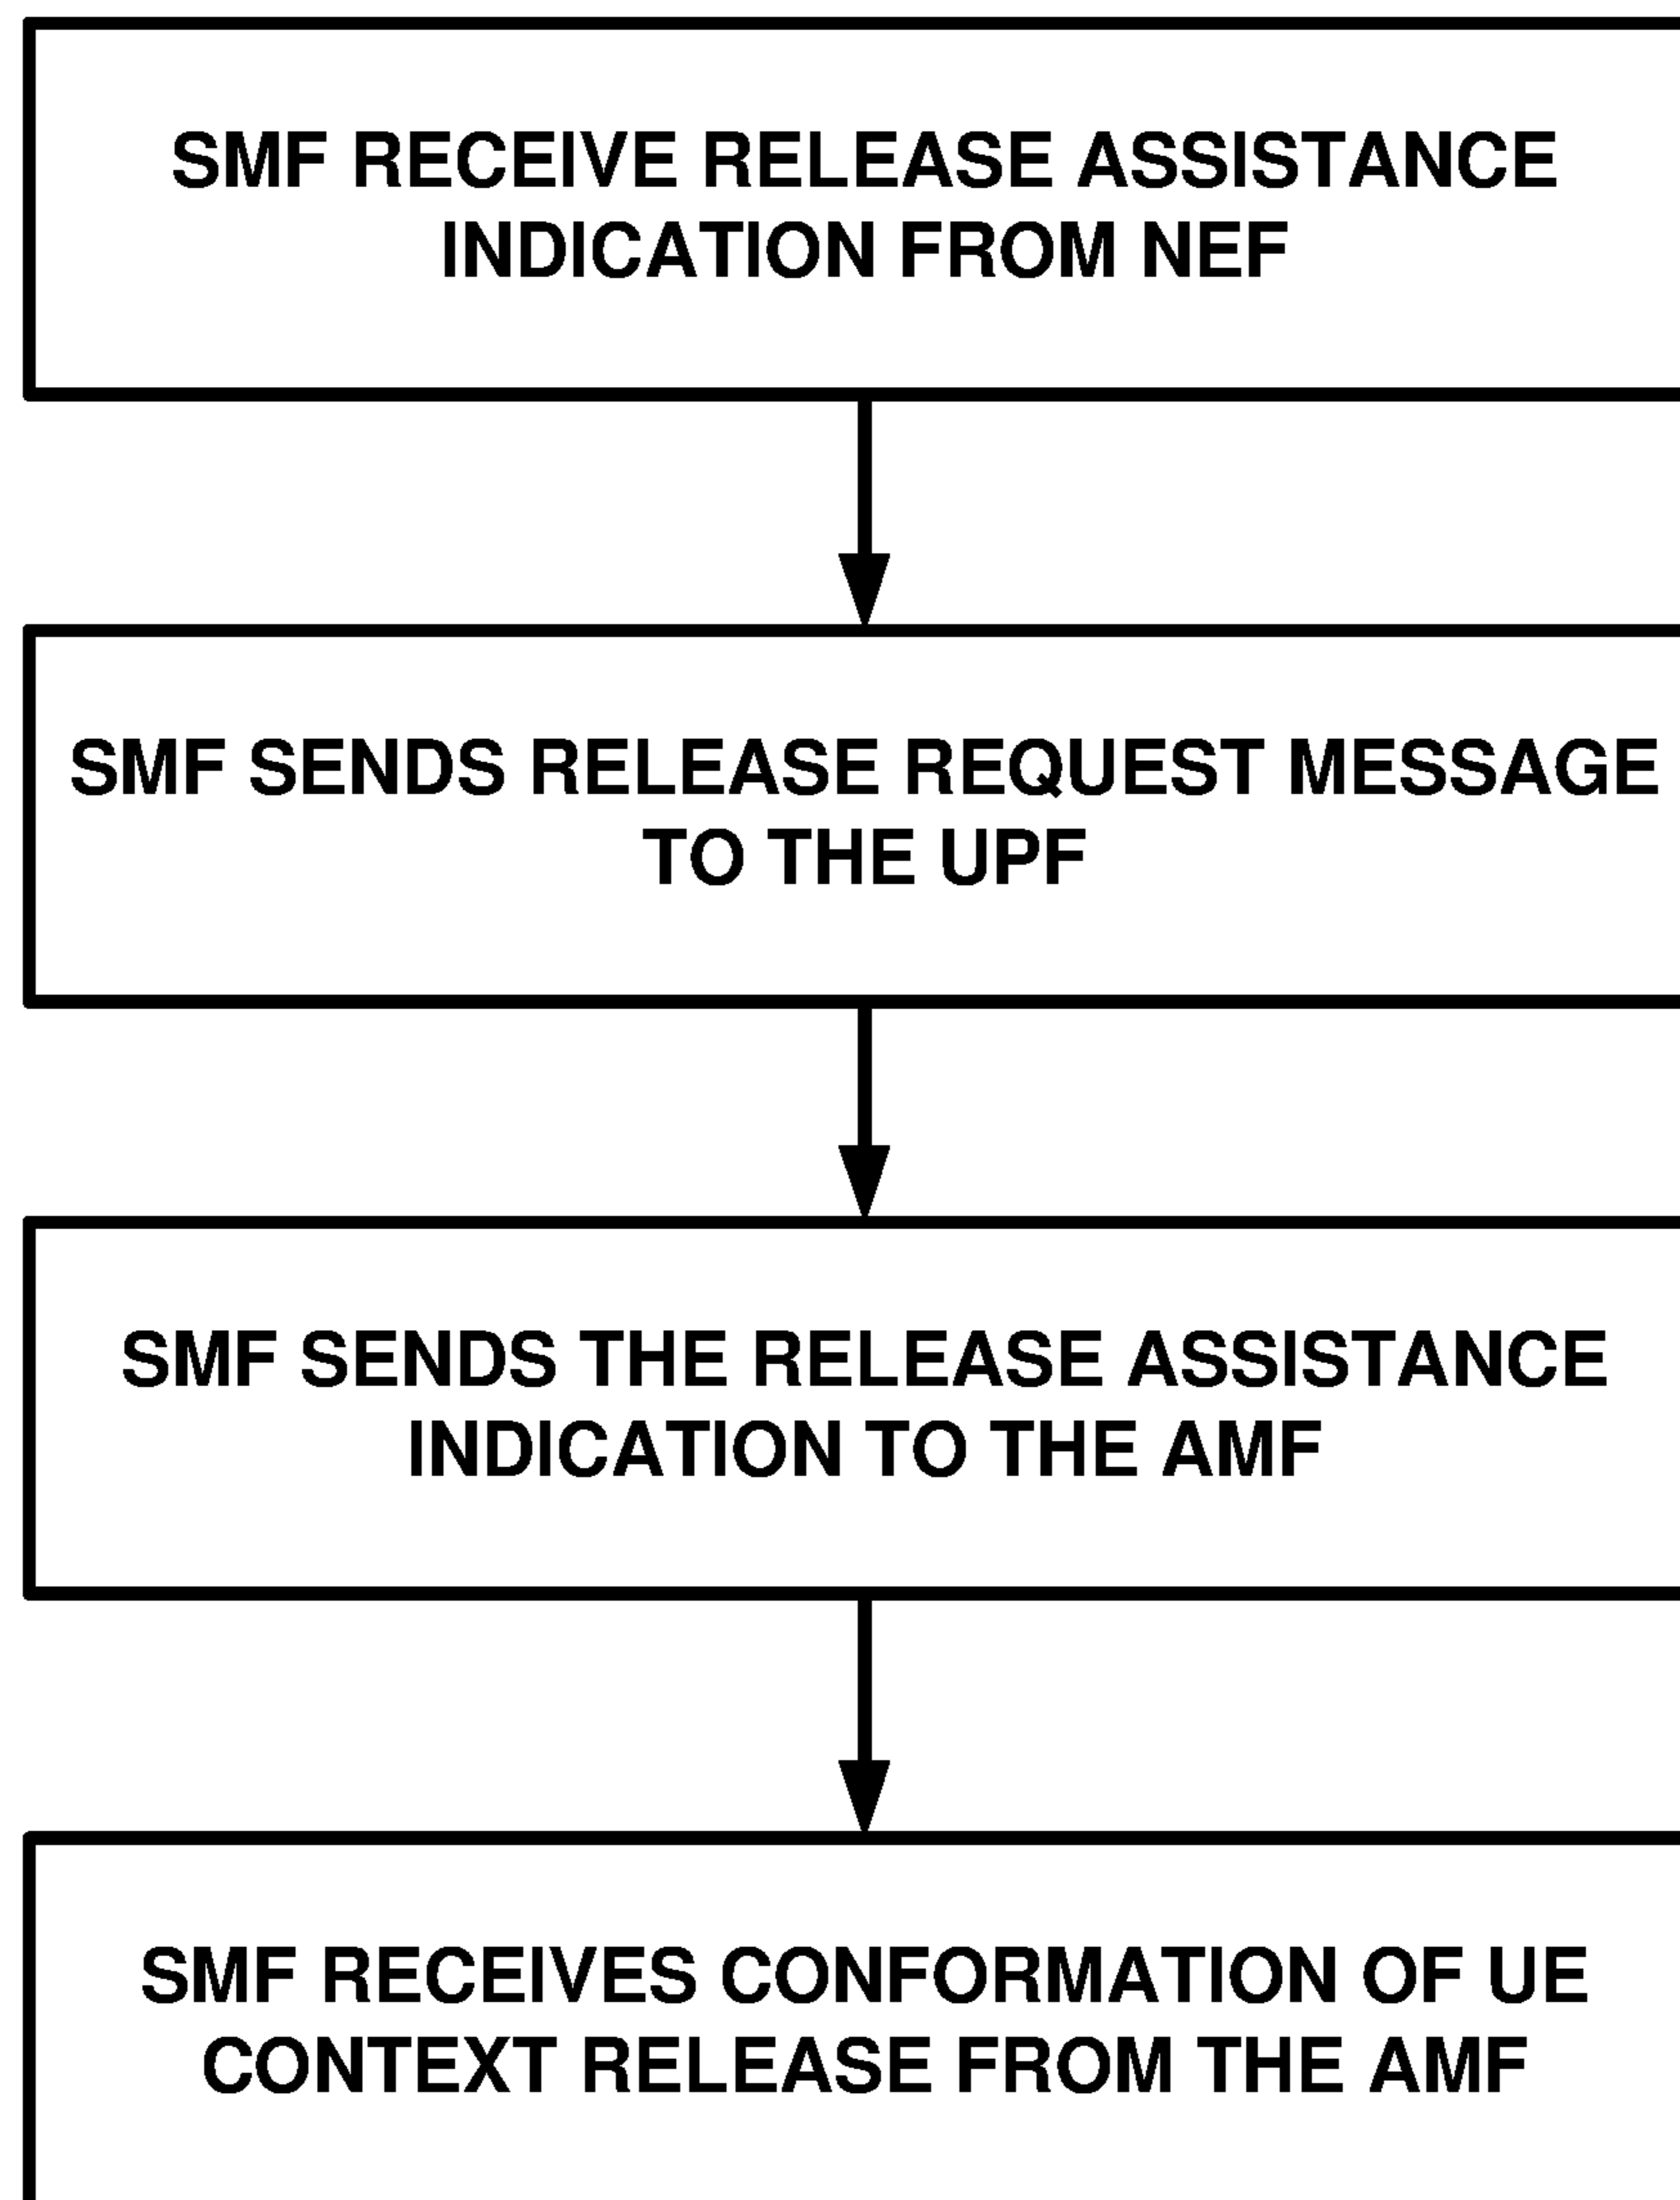 SMF RECEIVE RELEASE ASSISTANCE
INDICATION FROM NEF
SMF SENDS RELEASE REQUEST MESSAGE
TO THE UPF
SMF SENDS THE RELEASE ASSISTANCE
INDICATION TO THE AMF
SMF RECEIVES CONFORMATION OF UE
CONTEXT RELEASE FROM THE AMF